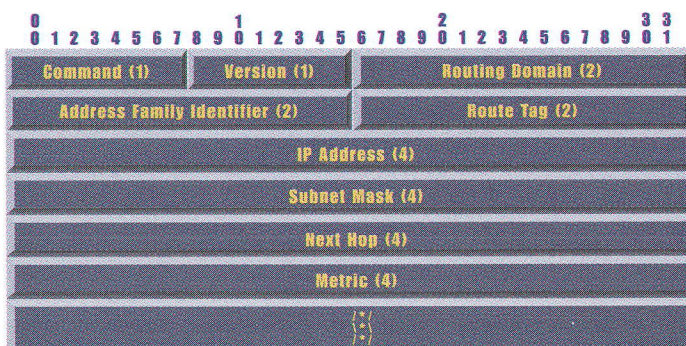 0 1 2 3 3
0 1 2 3 4 5 6 7 8 9 0 1 2 3 4 5 6 7 8 9 0 1 2 3 4 5 6 7 8 9 0 1
Command (1) Version (1) Routing Domain (2)
Address Family Identifier (2) Route Tag (2)
IP Address (4)
Subnet Mask (4)
Next Hop (4)
Metric (4)
/*/
\*\
/*/